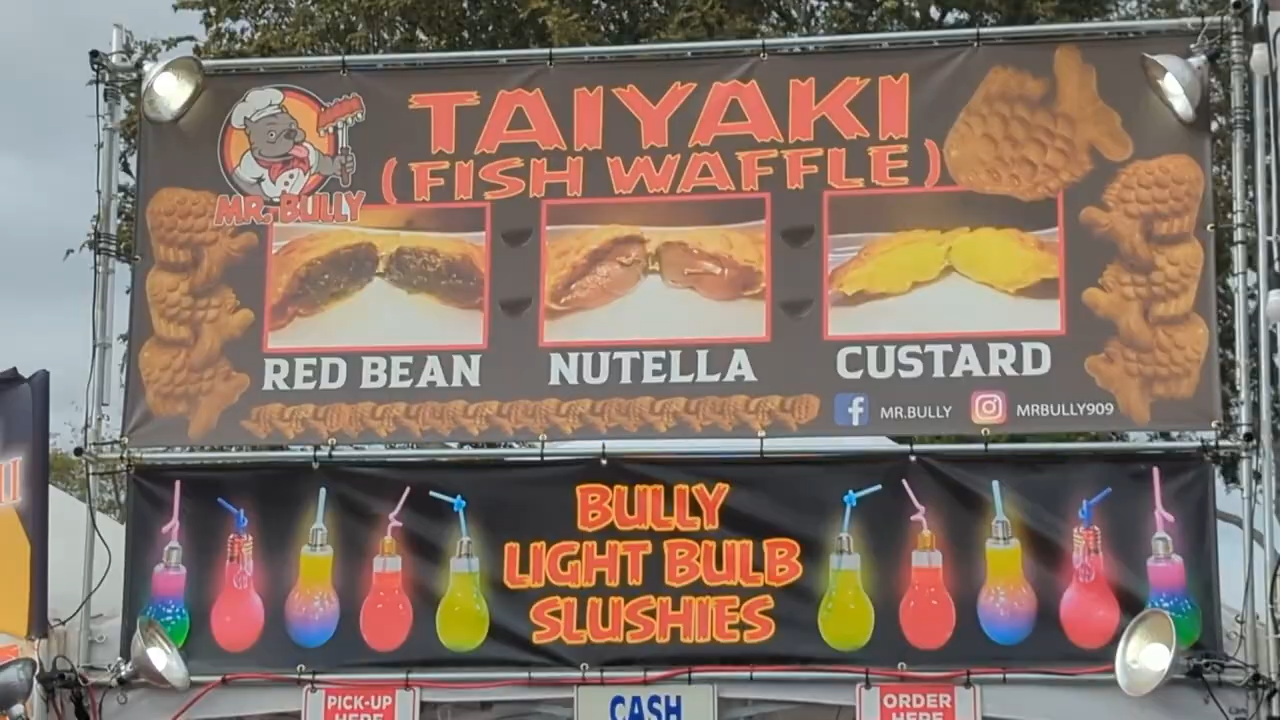 TAIYAKI
(FISH WAFFLE)
MR. BULLY
RED BEAN
NUTELLA
CUSTARD
f MR.BULLY
MRBULLY909
BULLY
LIGHT BULB
SLUSHIES
PICK-UP
HERE
CASH
ORDER
HERE